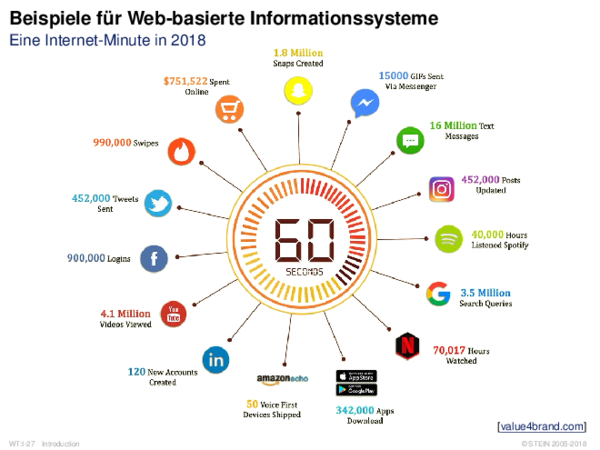 Beispiele für Web-basierte Informationssysteme
Eine Internet-Minute in 2018
1.8 Million
Snaps Created
15000 GIFs Sent
Via Messenger
16 Million Text
Messages
452,000 Posts
Updated
40,000 Hours
Listened Spotify
3.5 Million
Search Queries
70,017 Hours
Watched
342,000 Apps
Download
50 Voice First
Devices Shipped
120 New Accounts
Created
4.1 Million
Videos Viewed
900,000 Logins
452,000 Tweets
Sent
990,000 Swipes
$751,522 Spent
Online
60
SECONDS
You
Tube
in
amazonecho
App Store
Google Play
N
f
G
[value4brand.com]
WT:I-27 Introduction
© STEIN 2005-2018